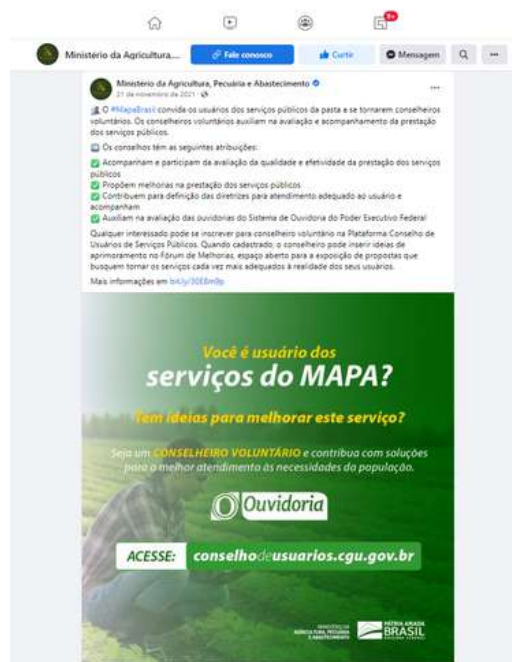 9+
Ministério da Agricultura,...
Fale conosco
Curtir
Mensagem
Ministério da Agricultura, Pecuária e Abastecimento
21 de novembro de 2021
O #MapaBrasil convida os usuários dos serviços públicos da pasta a se tornarem conselheiros
voluntários. Os conselheiros voluntários auxiliam na avaliação e acompanhamento da prestação
dos serviços públicos.
Os conselhos têm as seguintes atribuições:
Acompanham e participam da avaliação da qualidade e efetividade da prestação dos serviços
públicos
Propõem melhorias na prestação dos serviços públicos
Contribuem para definição das diretrizes para atendimento adequado ao usuário e
acompanham
Auxiliam na avaliação das ouvidorias do Sistema de Ouvidoria do Poder Executivo Federal
Qualquer interessado pode se inscrever para conselheiro voluntário na Plataforma Conselho de
Usuários de Serviços Públicos. Quando cadastrado, o conselheiro pode inserir ideias de
aprimoramento no Fórum de Melhorias, espaço aberto para a exposição de propostas que
busquem tornar os serviços cada vez mais adequados à realidade dos seus usuários.
Mais informações em
Você é usuário dos
serviços do MAPA?
Tem ideias para melhorar este serviço?
Seja um CONSELHEIRO VOLUNTÁRIO e contribua com soluções
para o melhor atendimento às necessidades da população.
Ouvidoria
ACESSE: conselhodeusuarios.cgu.gov.br
MINISTÉRIO DA
AGRICULTURA, PECUÁRIA
E ABASTECIMENTO
PÁTRIA AMADA
BRASIL
GOVERNO FEDERAL